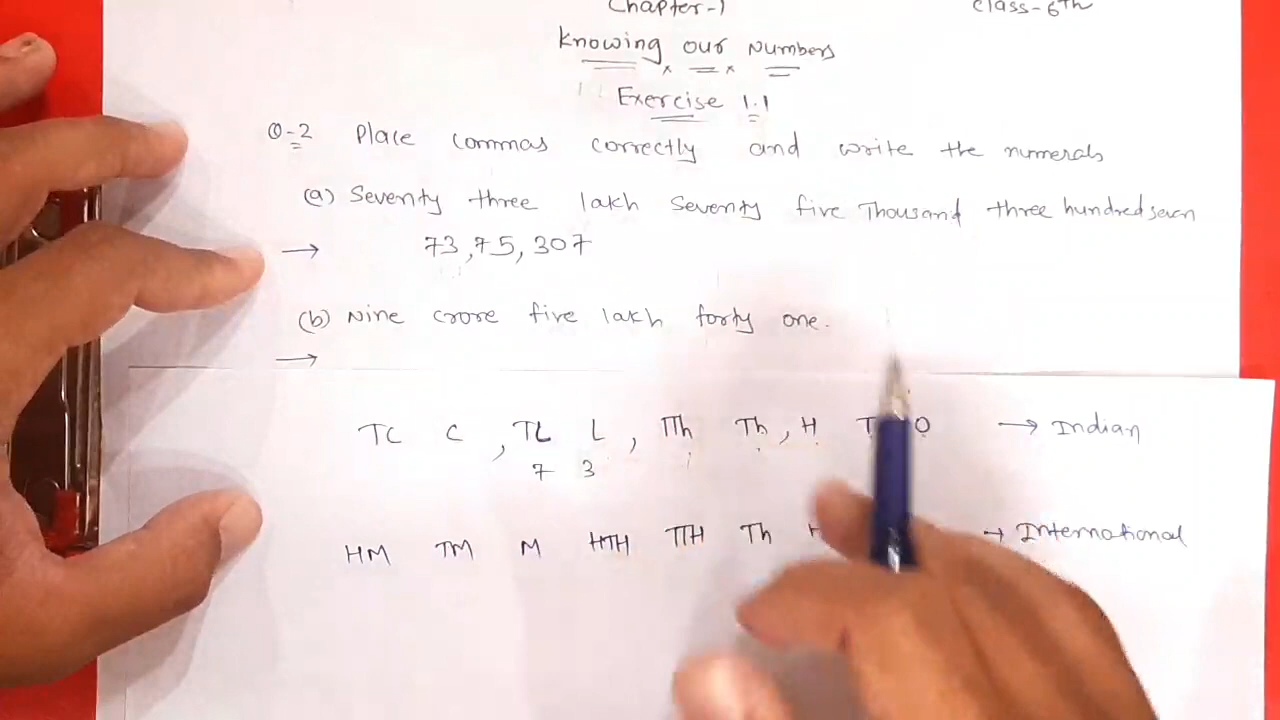 Chapter-1 Class-6th
Knowing our Numbers
Exercise 1.1
Q-2 Place commas correctly and write the numerals
(a) Seventy three lakh seventy five Thousand three hundred seven
→ 73,75,307
(b) Nine crore five lakh forty one.
→
TC C , TL L , TTh Th , H T O → Indian
7 3
HM TM M HTH TTH Th H → International